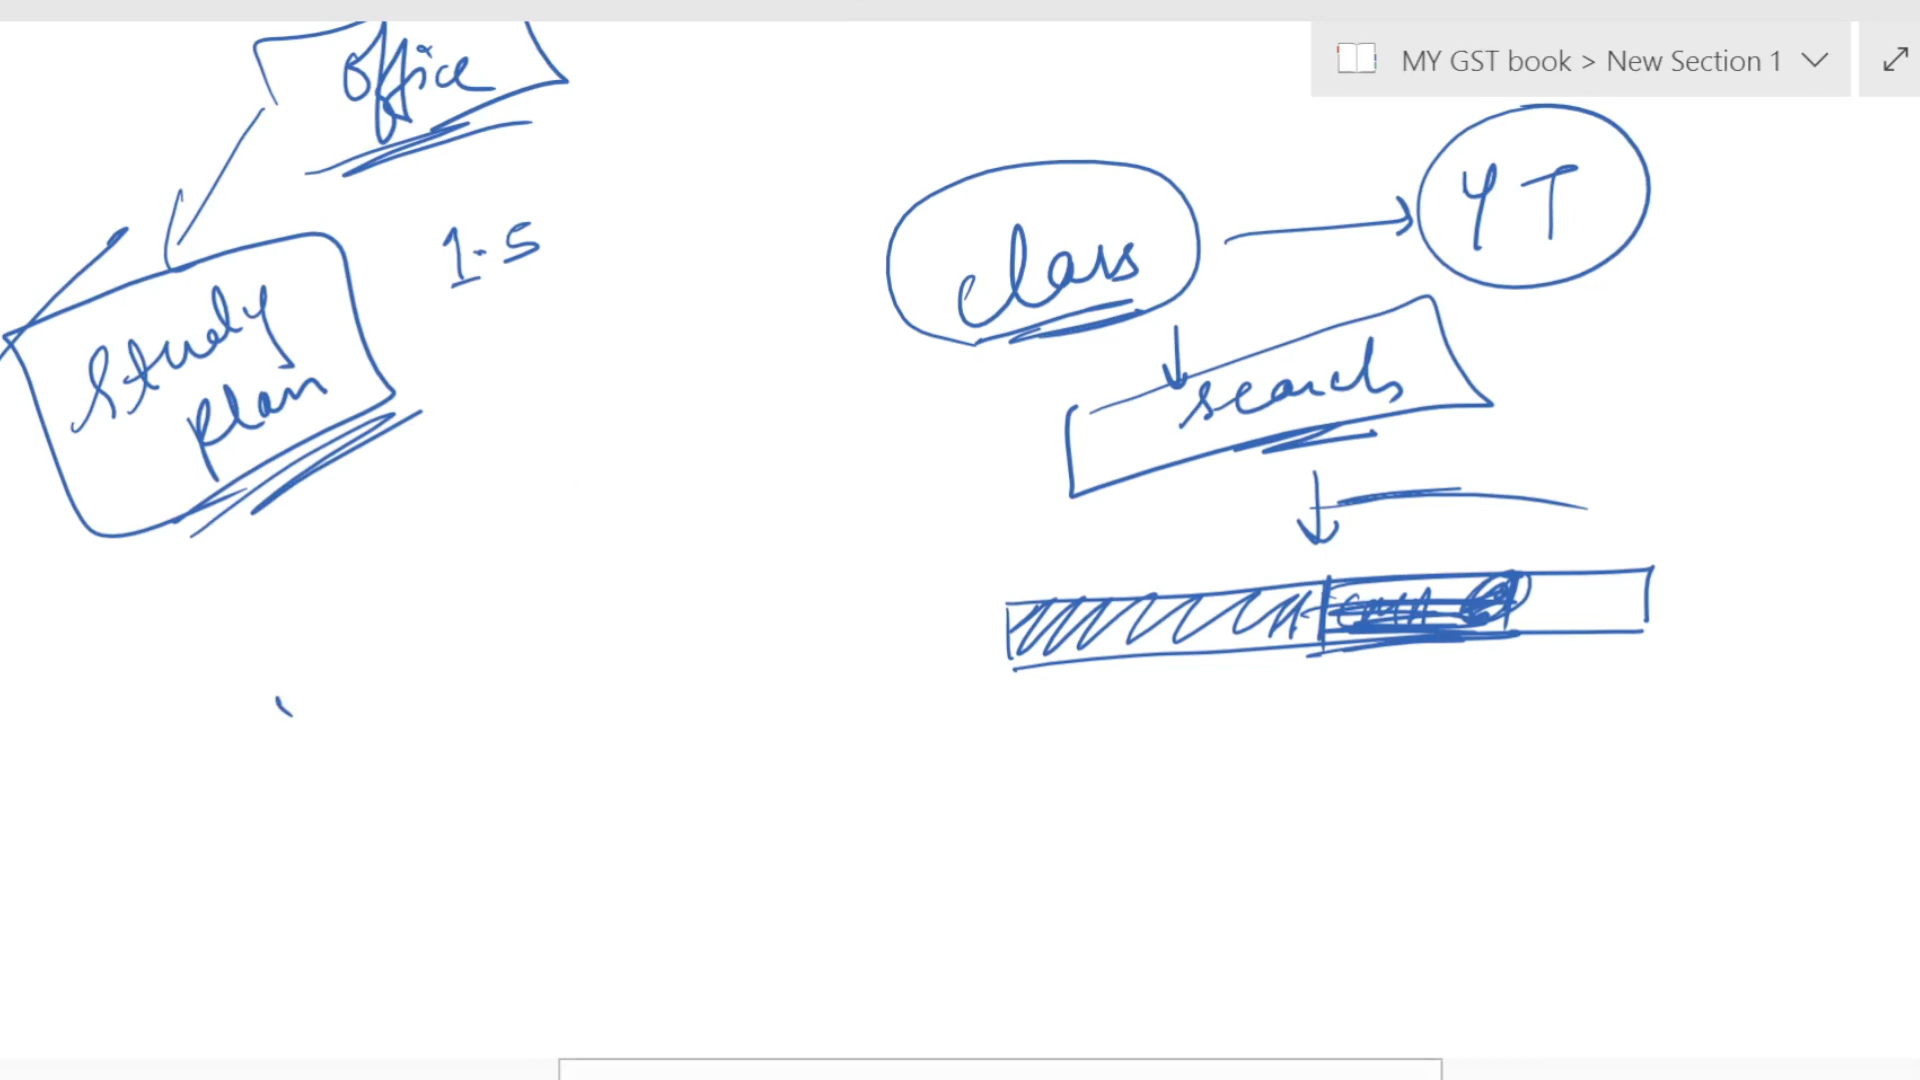 MY GST book > New Section 1
office
1-5
Study
Plan
class
YT
search